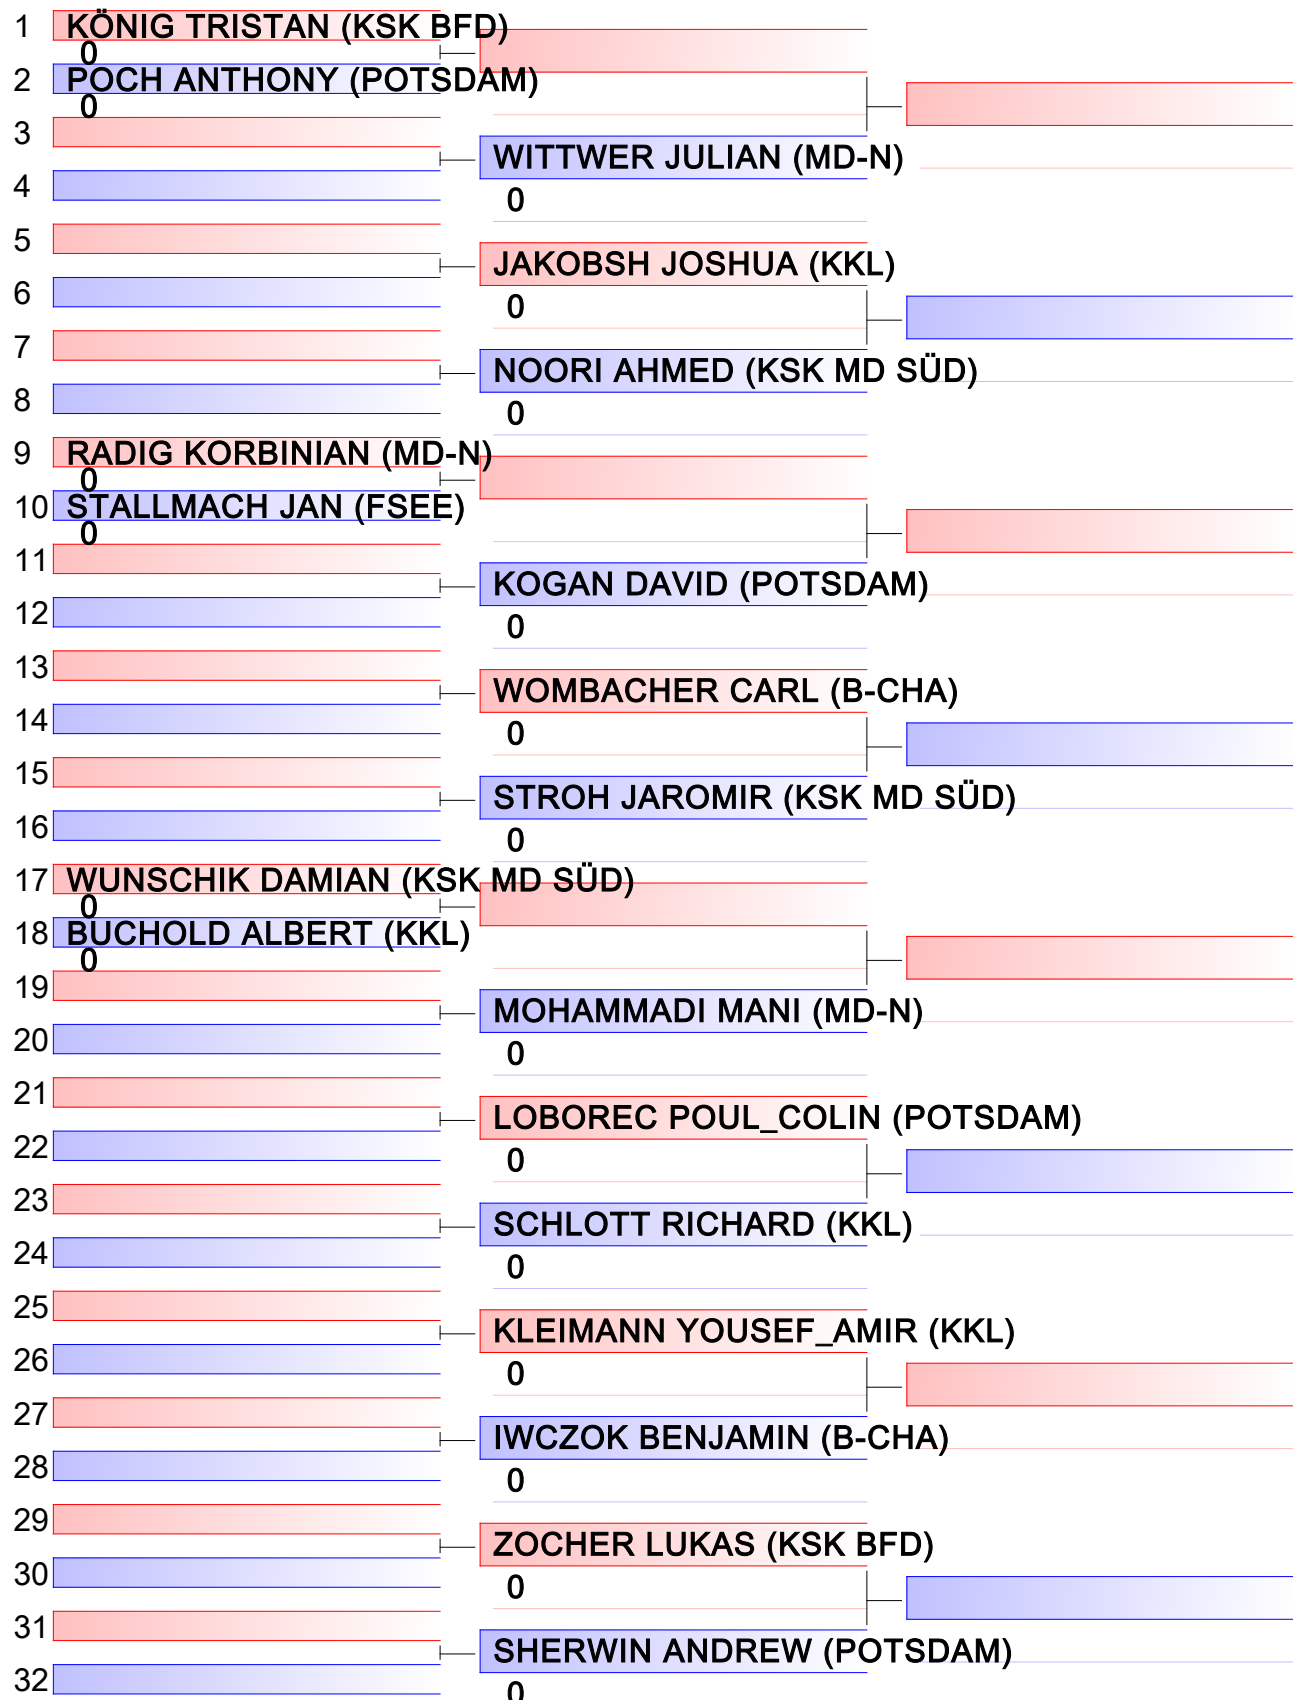 1 KÖNIG TRISTAN (KSK BFD)
0
2 POCH ANTHONY (POTSDAM)
0
3
WITTWER JULIAN (MD-N)
4
0
5
JAKOBSH JOSHUA (KKL)
6
0
7
NOORI AHMED (KSK MD SÜD)
8
0
9 RADIG KORBINIAN (MD-N)
0
10 STALLMACH JAN (FSEE)
0
11
KOGAN DAVID (POTSDAM)
12
0
13
WOMBACHER CARL (B-CHA)
14
0
15
STROH JAROMIR (KSK MD SÜD)
16
0
17 WUNSCHIK DAMIAN (KSK MD SÜD)
0
18 BUCHOLD ALBERT (KKL)
0
19
MOHAMMADI MANI (MD-N)
20
0
21
LOBOREC POUL_COLIN (POTSDAM)
22
0
23
SCHLOTT RICHARD (KKL)
24
0
25
KLEIMANN YOUSEF_AMIR (KKL)
26
0
27
IWCZOK BENJAMIN (B-CHA)
28
0
29
ZOCHER LUKAS (KSK BFD)
30
0
31
SHERWIN ANDREW (POTSDAM)
32
0